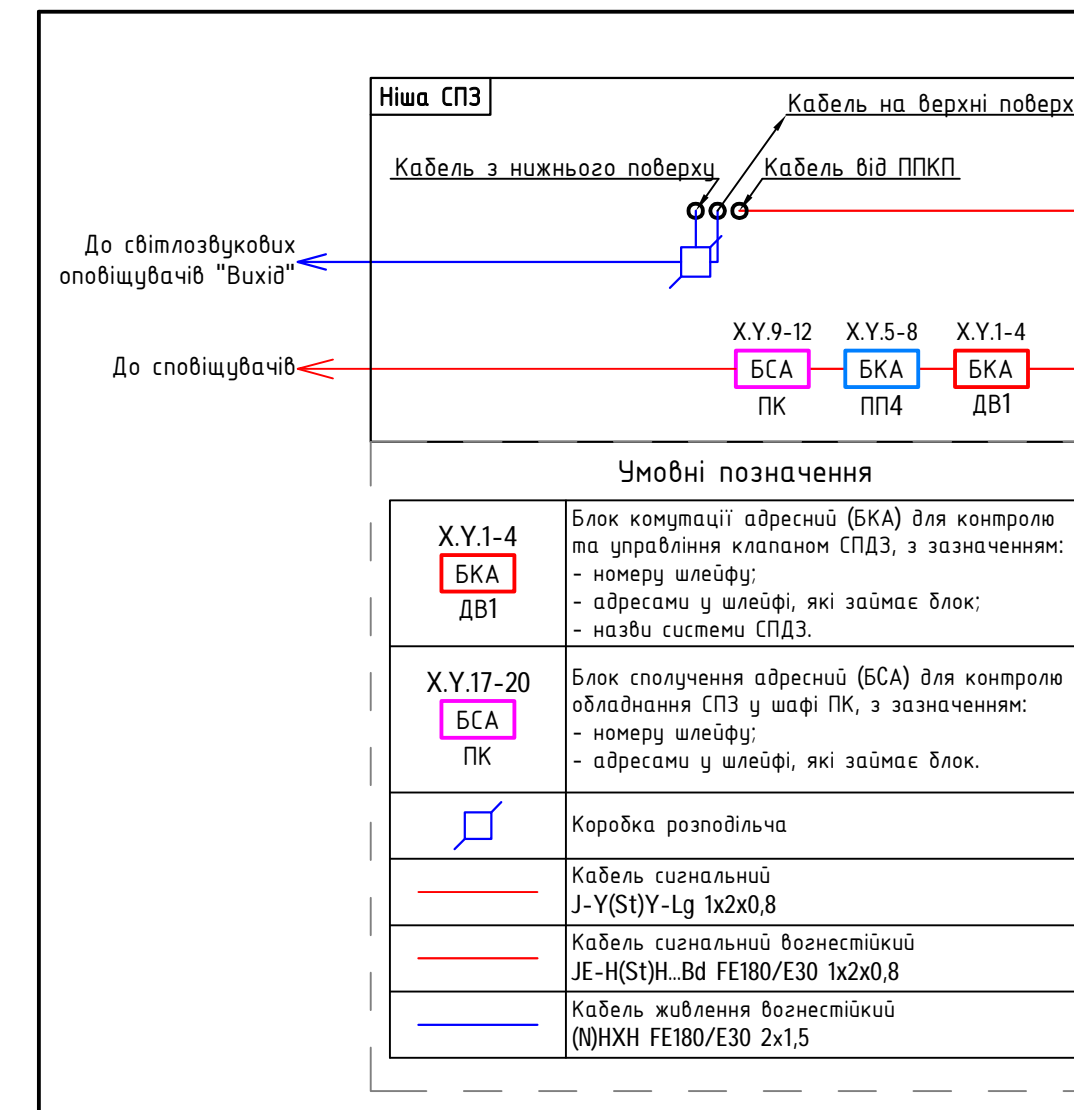 Ніша СПЗ
Кабель на верхні поверх
Кабель з нижнього поверху
Кабель від ППКП
До світлозвукових
оповіщувачів "Вихід"
X.Y.9-12
X.Y.5-8
X.Y.1-4
До сповіщувачів
БСА
БКА
БКА
ПК
ПП4
ДВ1
Умовні позначення
X.Y.1-4
БКА
ДВ1
Блок комутації адресний (БКА) для контролю
та управління клапаном СПДЗ, з зазначенням:
- номеру шлейфу;
- адресами у шлейфі, які займає блок;
- назви системи СПДЗ.
X.Y.17-20
БСА
ПК
Блок сполучення адресний (БСА) для контролю
обладнання СПЗ у шафі ПК, з зазначенням:
- номеру шлейфу;
- адресами у шлейфі, які займає блок.
Коробка розподільча
Кабель сигнальний
J-Y(St)Y-Lg 1x2x0,8
Кабель сигнальний вогнестійкий
JE-H(St)H...Bd FE180/E30 1x2x0,8
Кабель живлення вогнестійкий
(N)HXH FE180/E30 2x1,5